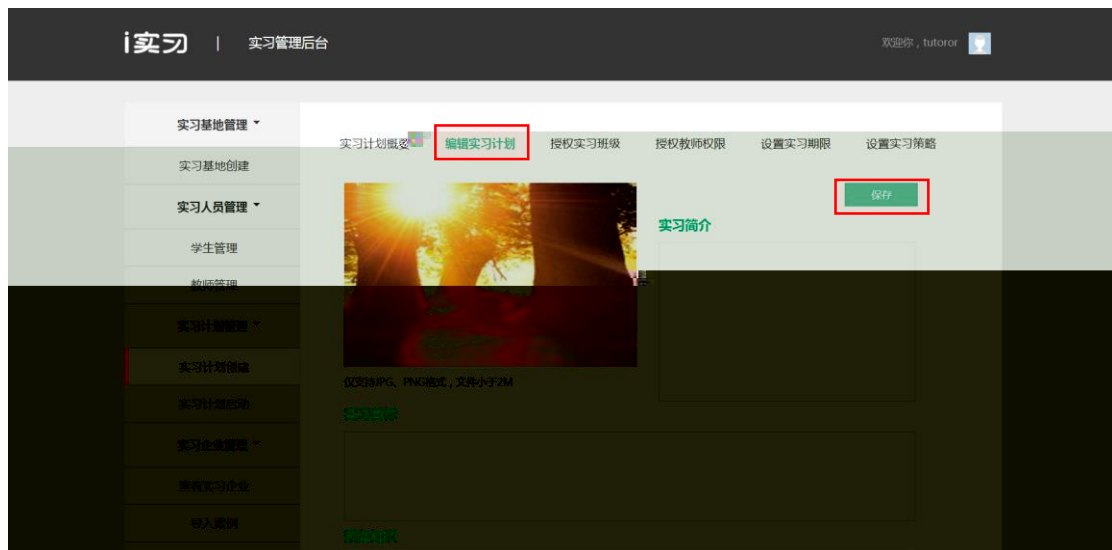 i实习 | 实习管理后台 欢迎你，tutoror
实习基地管理
实习计划概要 编辑实习计划 授权实习班级 授权教师权限 设置实习期限 设置实习策略
实习基地创建
保存
实习人员管理
实习简介
学生管理
教师管理
实习计划管理
实习计划创建
仅支持JPG、PNG格式，文件小于2M
实习计划启动
实习目标
实习企业管理
导入案例